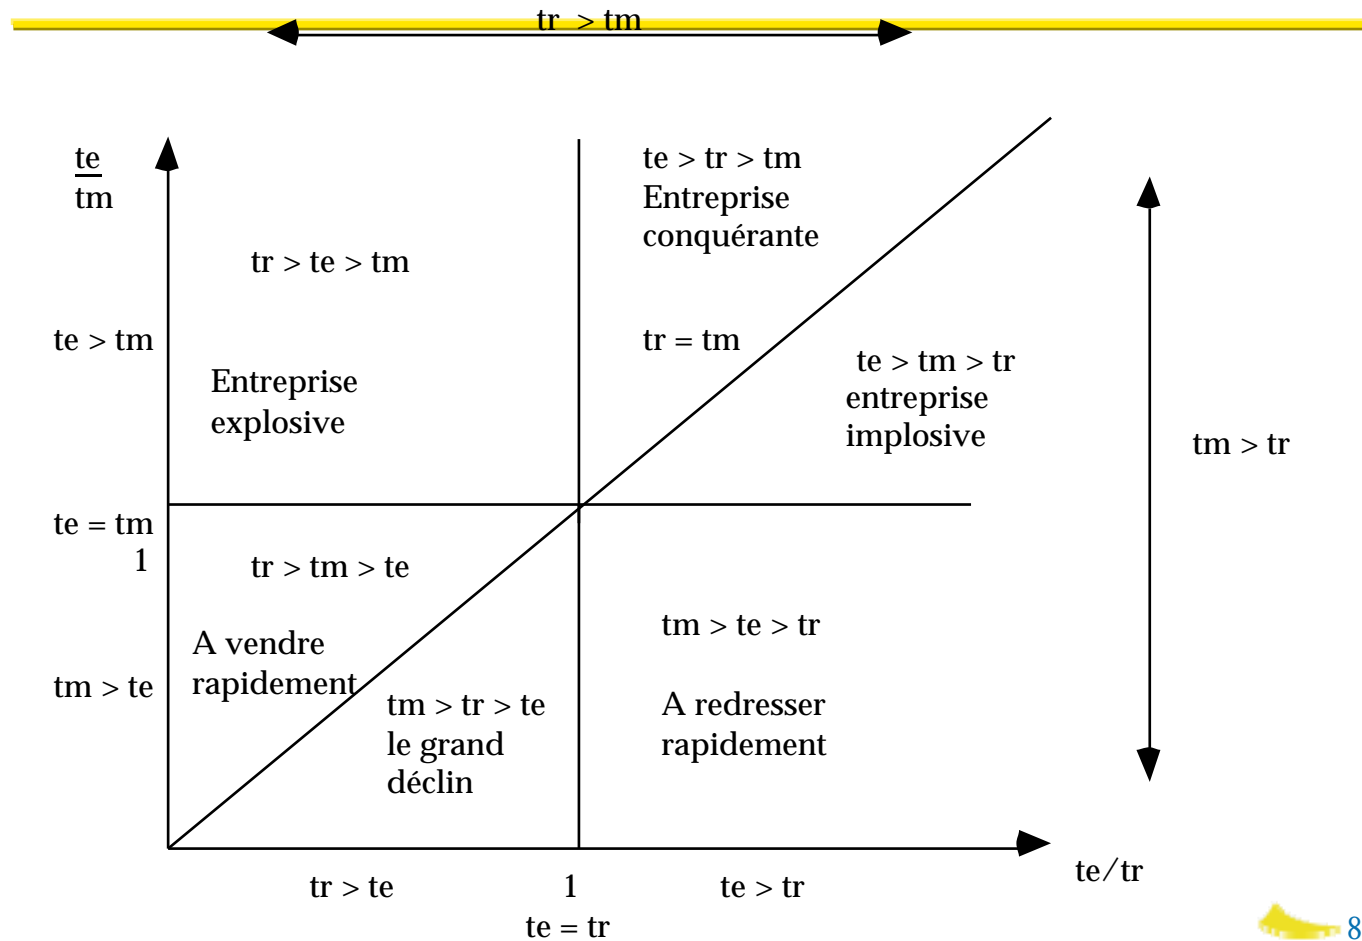 tr > tm
te
tm
te > tr > tm
Entreprise
conquérante
tr > te > tm
te > tm
tr = tm
te > tm > tr
entreprise
implosive
Entreprise
explosive
tm > tr
te = tm
1
tr > tm > te
A vendre
rapidement
tm > te > tr
tm > te
tm > tr > te
le grand
déclin
A redresser
rapidement
te/tr
tr > te
1
te > tr
te = tr
8